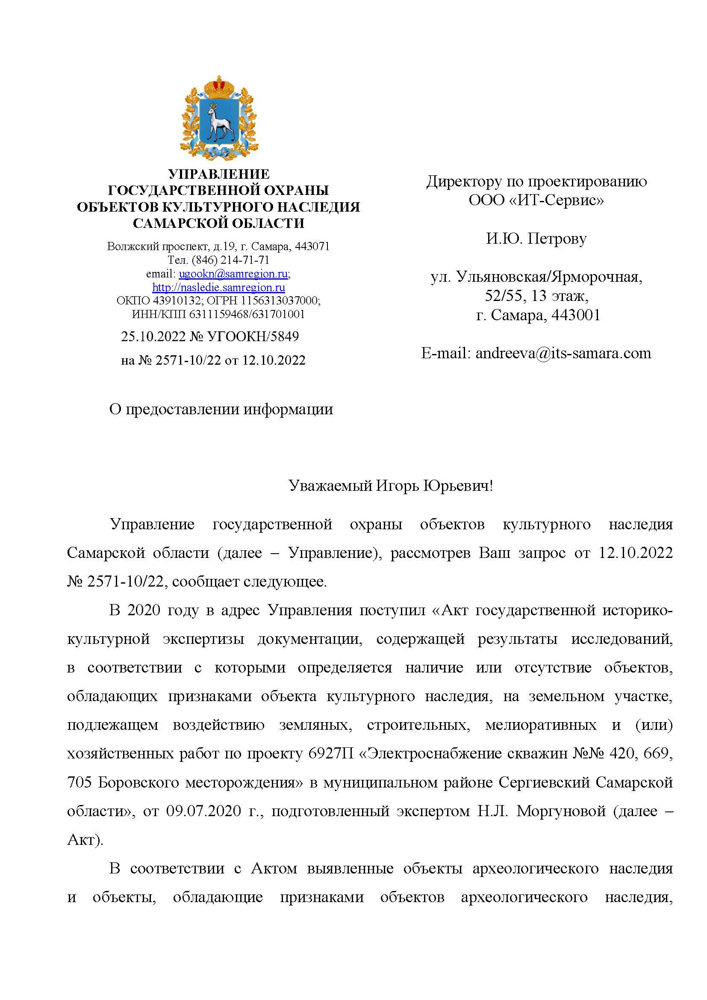 УПРАВЛЕНИЕ
ГОСУДАРСТВЕННОЙ ОХРАНЫ
ОБЪЕКТОВ КУЛЬТУРНОГО НАСЛЕДИЯ
САМАРСКОЙ ОБЛАСТИ
Волжский проспект, д.19, г. Самара, 443071
Тел. (846) 214-71-71
email: ugookn@samregion.ru;
http://nasledie.samregion.ru
ОКПО 43910132; ОГРН 1156313037000;
ИНН/КПП 6311159468/631701001
25.10.2022 № УГООКН/5849
на № 2571-10/22 от 12.10.2022
Директору по проектированию
ООО «ИТ-Сервис»
И.Ю. Петрову
ул. Ульяновская/Ярморочная,
52/55, 13 этаж,
г. Самара, 443001
E-mail: andreeva@its-samara.com
О предоставлении информации
Уважаемый Игорь Юрьевич!
Управление государственной охраны объектов культурного наследия
Самарской области (далее – Управление), рассмотрев Ваш запрос от 12.10.2022
№ 2571-10/22, сообщает следующее.
В 2020 году в адрес Управления поступил «Акт государственной историко-
культурной экспертизы документации, содержащей результаты исследований,
в соответствии с которыми определяется наличие или отсутствие объектов,
обладающих признаками объекта культурного наследия, на земельном участке,
подлежащем воздействию земляных, строительных, мелиоративных и (или)
хозяйственных работ по проекту 6927П «Электроснабжение скважин №№ 420, 669,
705 Боровского месторождения» в муниципальном районе Сергиевский Самарской
области», от 09.07.2020 г., подготовленный экспертом Н.Л. Моргуновой (далее –
Акт).
В соответствии с Актом выявленные объекты археологического наследия
и объекты, обладающие признаками объектов археологического наследия,